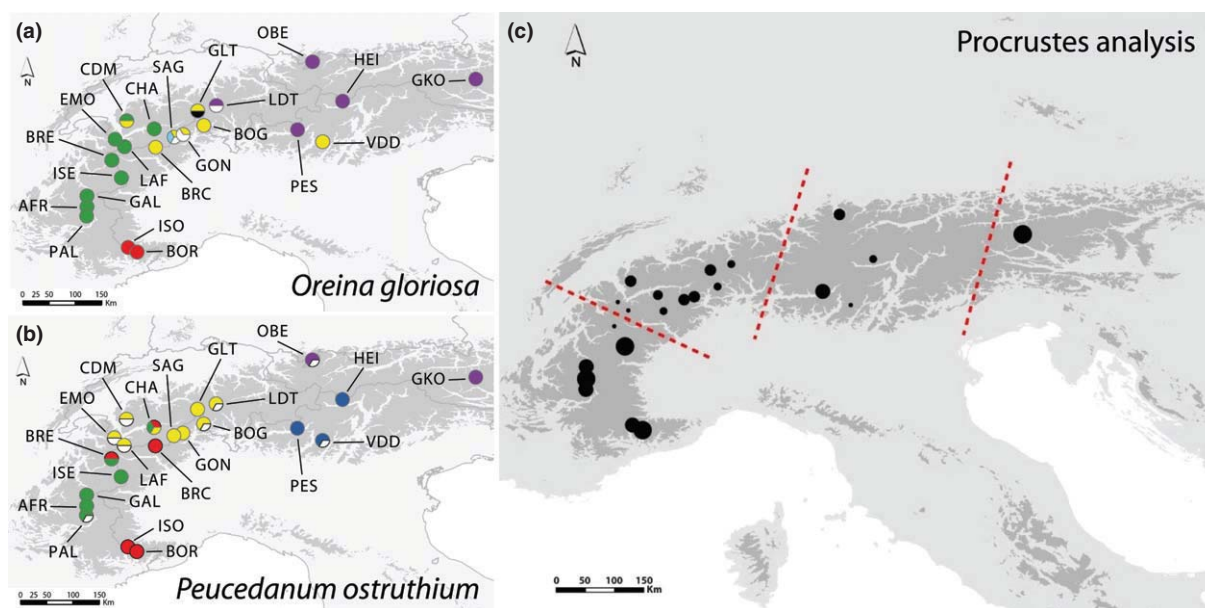 (a)
OBE
GLT
SAG
HEI
CDM
CHA
GKO
EMO
LDT
BRE
BOG
VDD
ISE
GON
LAF
BRC
PES
GAL
AFR
ISO
PAL
BOR
N
0 25 50 100 150
Km
Oreina gloriosa
(b)
OBE
GLT
HEI
SAG
CDM
CHA
GKO
EMO
LDT
BRE
BOG
VDD
ISE
GON
LAF
BRC
PES
GAL
AFR
ISO
PAL
BOR
N
0 25 50 100 150
Km
Peucedanum ostruthium
(c)
Procrustes analysis
N
0 25 50 100 150
Km